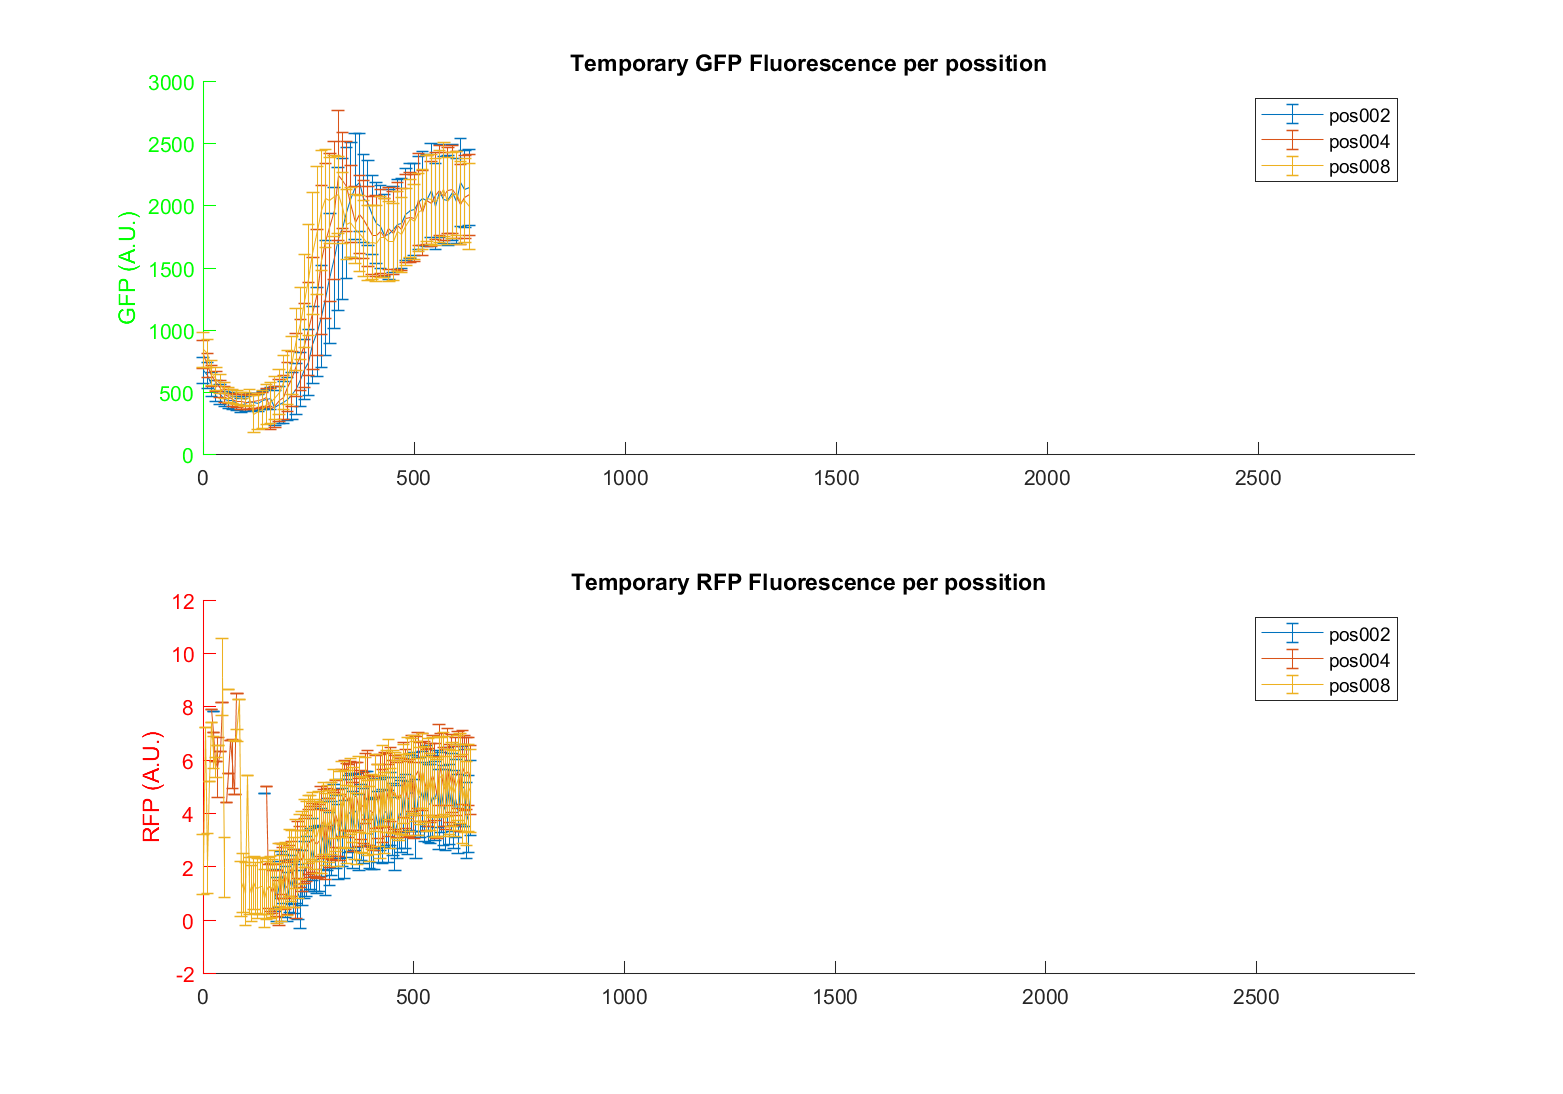 Temporary GFP Fluorescence per possition
3000
2500
2000
1500
1000
500
0
GFP (A.U.)
0 500 1000 1500 2000 2500
pos002
pos004
pos008
Temporary RFP Fluorescence per possition
12
10
8
6
4
2
0
-2
RFP (A.U.)
0 500 1000 1500 2000 2500
pos002
pos004
pos008